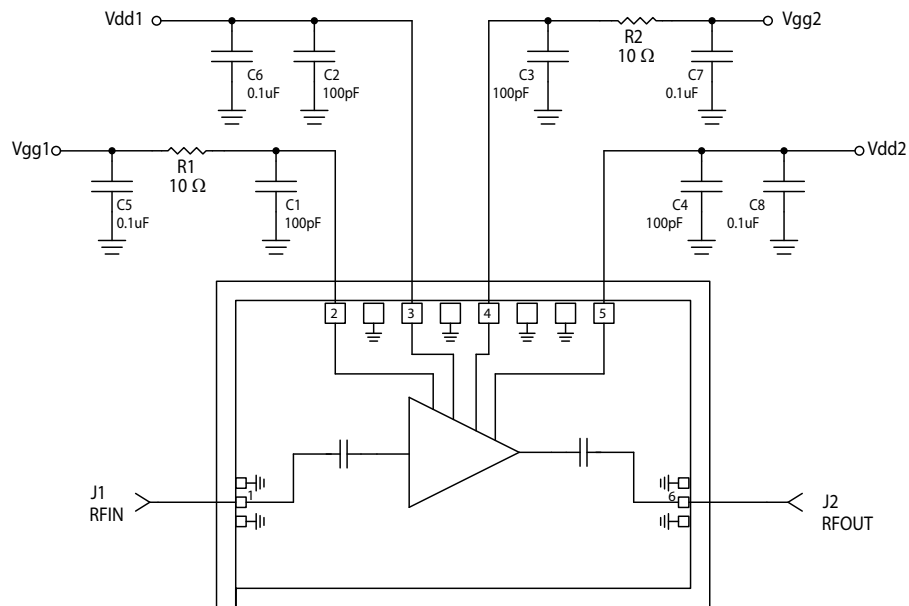 Vdd1
C6
0.1uF
C2
100pF
C3
100pF
R2
10 Ω
C7
0.1uF
Vgg2
Vgg1
C5
0.1uF
R1
10 Ω
C1
100pF
C4
100pF
C8
0.1uF
Vdd2
2
3
4
5
J1
RFIN
1
6
J2
RFOUT